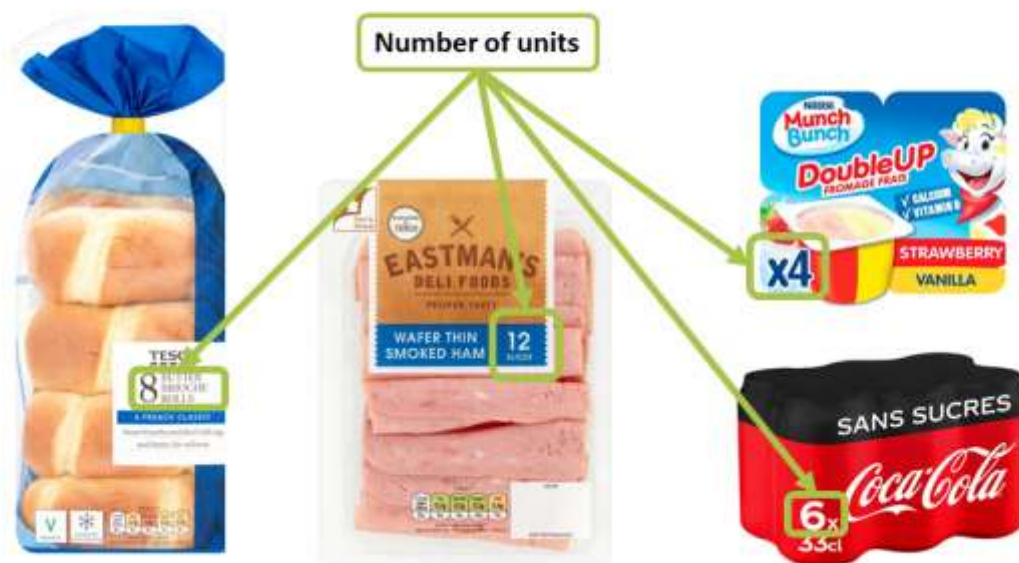 Number of units
TESCO
8 BUTTER
BRIOCHE
ROLLS
A FRENCH CLASSIC
EASTMAN'S
DELI FOODS
WAFER THIN
SMOKED HAM
12
SLICES
Nestlé
Munch
Bunch
DoubleUP
FROMAGE FRAIS
CALCIUM
VITAMIN D
x4
STRAWBERRY
VANILLA
SANS SUCRES
Coca-Cola
6x
33cl
V